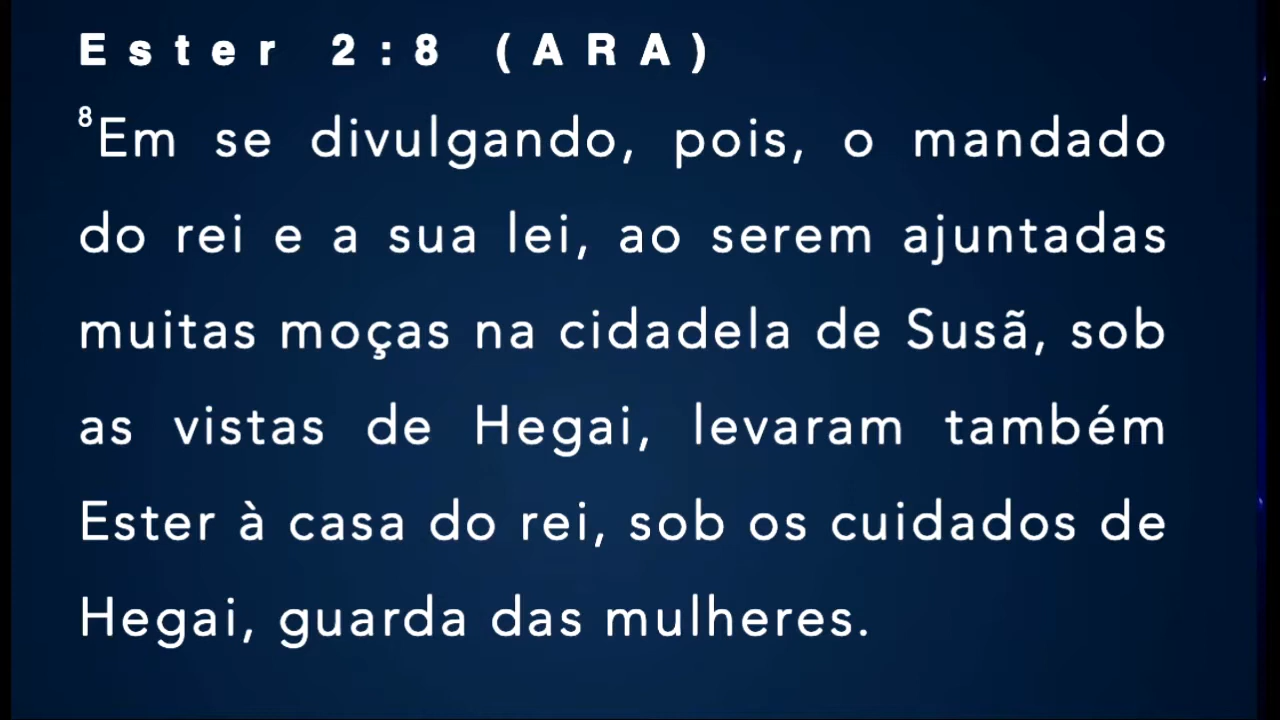 Ester 2:8 (ARA)
⁸Em se divulgando, pois, o mandado
do rei e a sua lei, ao serem ajuntadas
muitas moças na cidadela de Susã, sob
as vistas de Hegai, levaram também
Ester à casa do rei, sob os cuidados de
Hegai, guarda das mulheres.